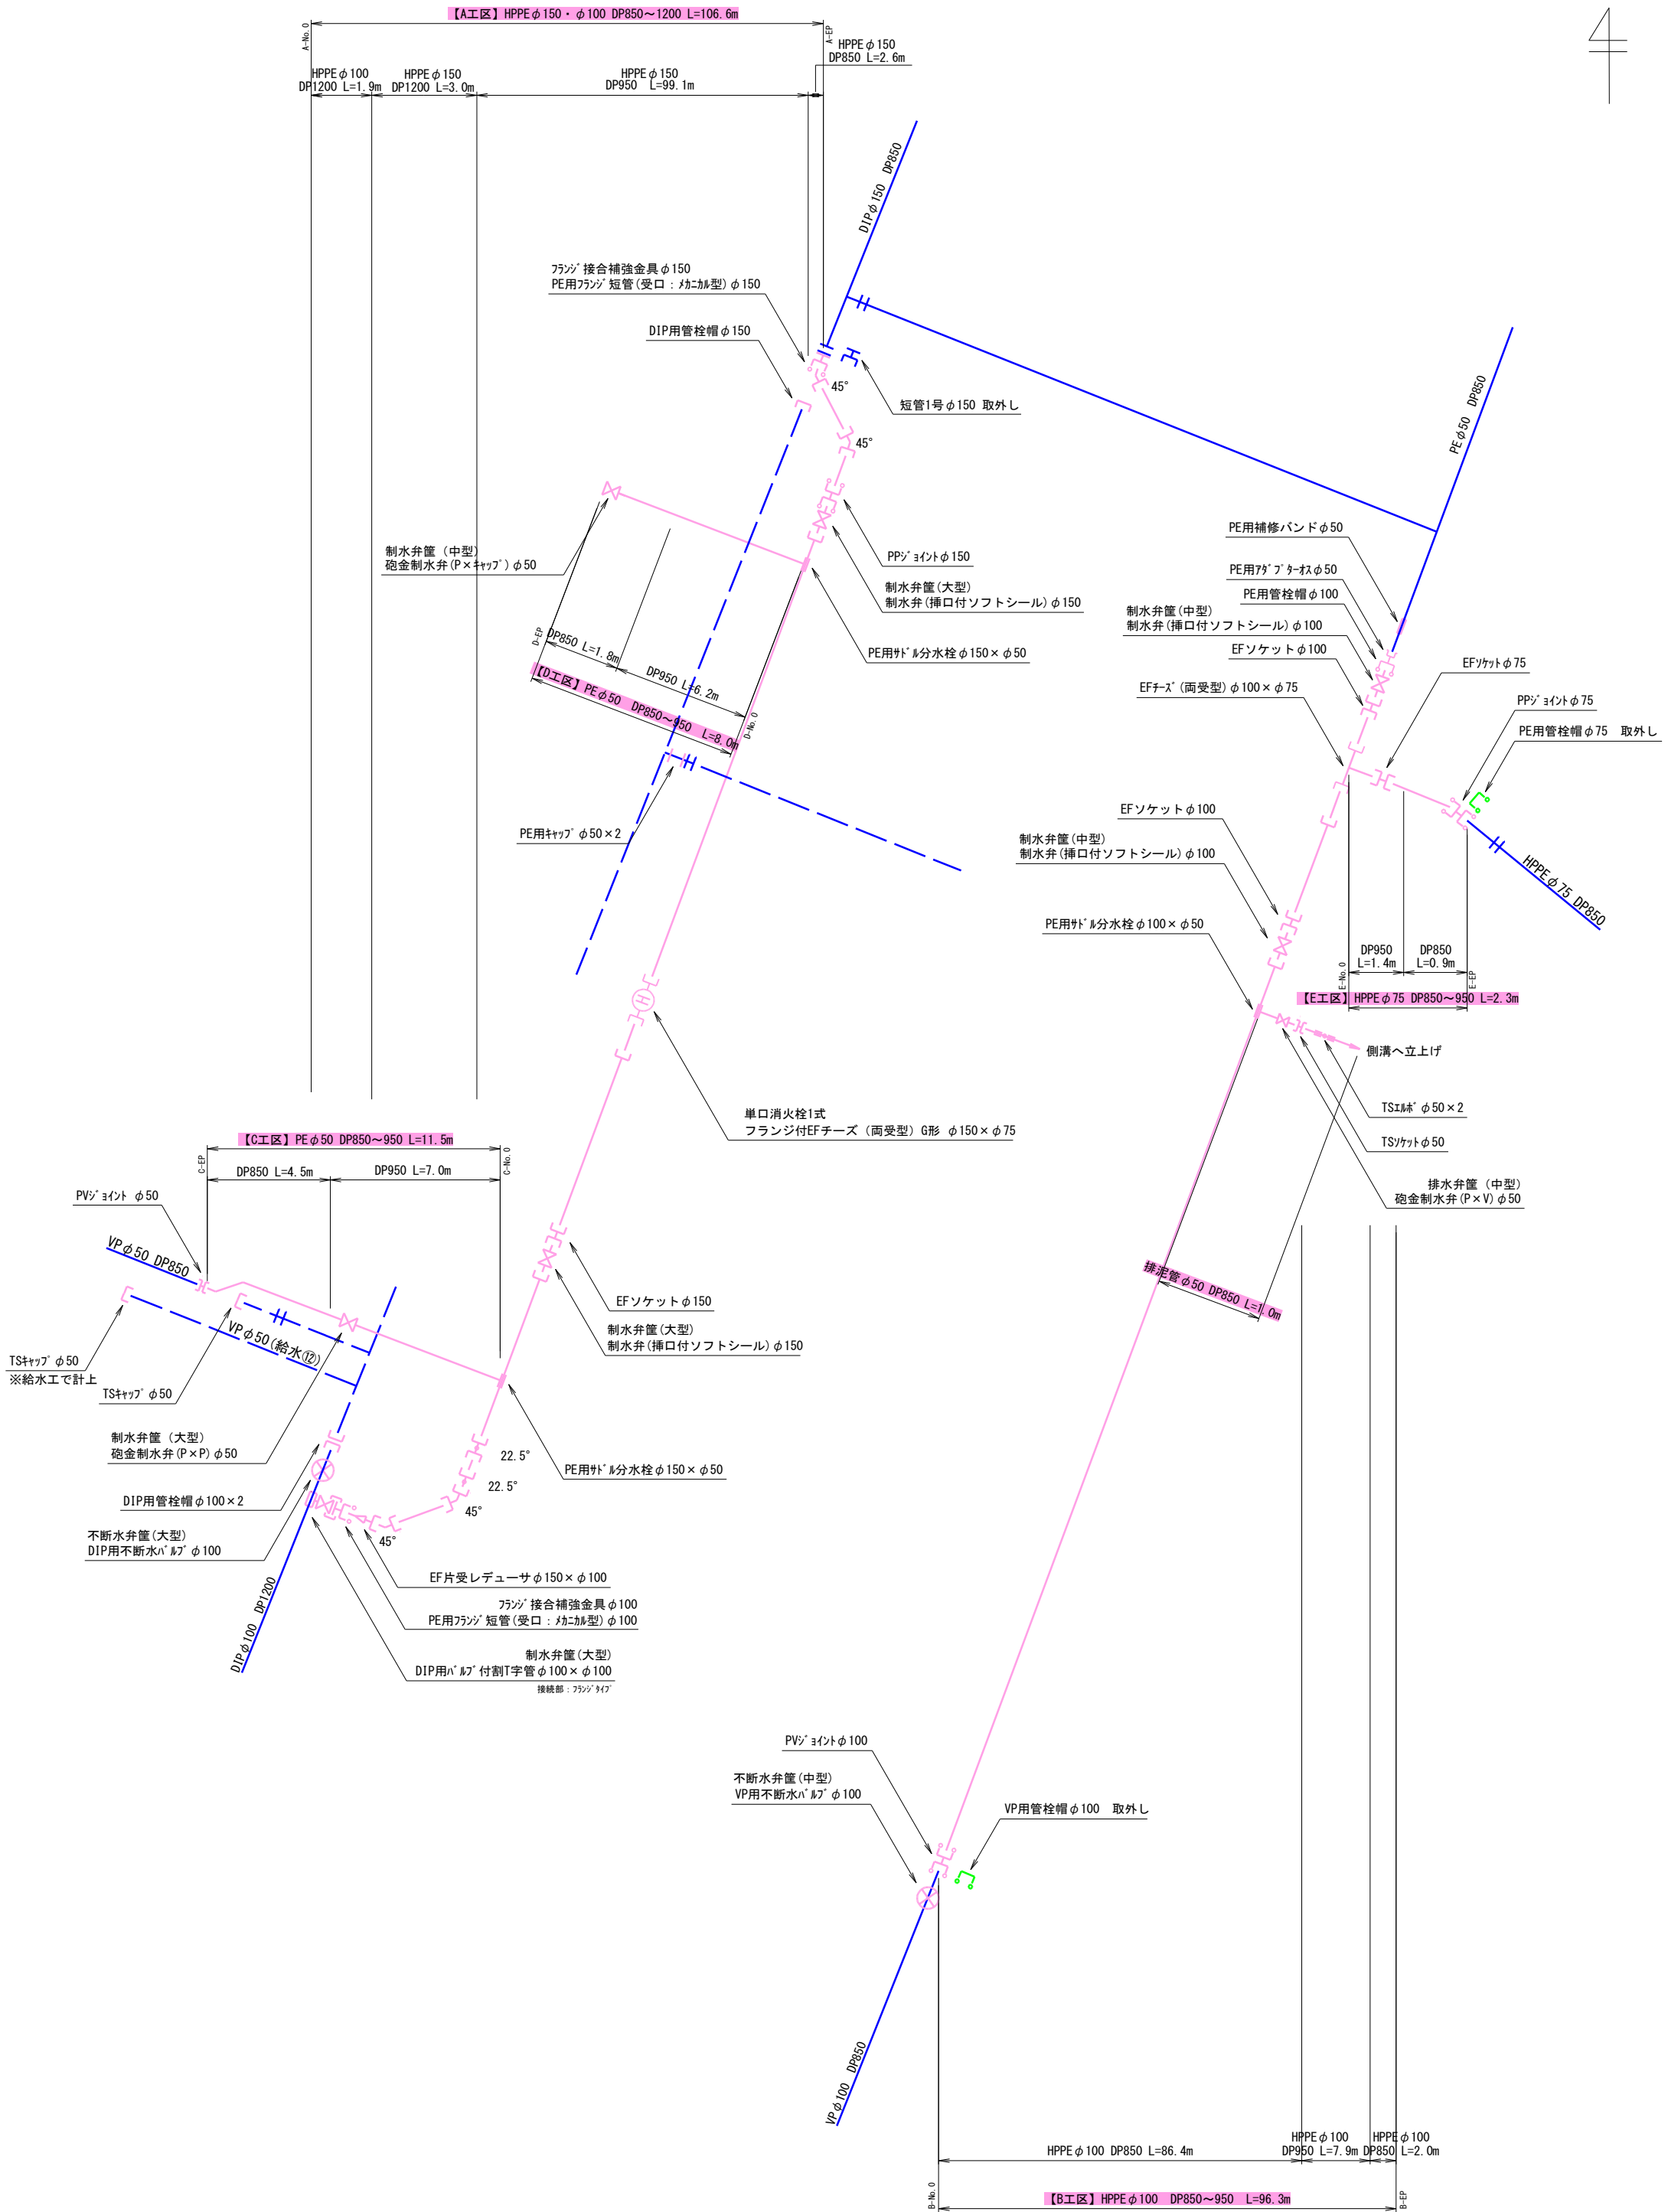 【A工区】HPPEφ150・φ100 DP850～1200 L=106.6m
A-No.0
A-EP
HPPEφ100
DP1200 L=1.9m
HPPEφ150
DP1200 L=3.0m
HPPEφ150
DP950 L=99.1m
HPPEφ150
DP850 L=2.6m
DIPφ150 DP850
ﾌﾗﾝｼﾞ接合補強金具φ150
PE用ﾌﾗﾝｼﾞ短管(受口：ﾒｶﾆｶﾙ型)φ150
DIP用管栓帽φ150
45°
短管1号φ150 取外し
45°
PEφ50 DP850
制水弁筐（中型）
砲金制水弁(P×ｷｬｯﾌﾟ)φ50
PPｼﾞｮｲﾝﾄφ150
制水弁筐(大型)
制水弁(挿口付ソフトシール)φ150
PE用ｻﾄﾞﾙ分水栓φ150×φ50
D-EP
DP850 L=1.8m
DP950 L=6.2m
【D工区】PEφ50 DP850～950 L=8.0m
D-No.0
PE用ｷｬｯﾌﾟφ50×2
PE用補修バンドφ50
PE用ｱﾀﾞﾌﾟﾀｰｵｽφ50
PE用管栓帽φ100
制水弁筐(中型)
制水弁(挿口付ソフトシール)φ100
EFソケットφ100
EFﾁｰｽﾞ(両受型)φ100×φ75
EFｿｹｯﾄφ75
PPｼﾞｮｲﾝﾄφ75
PE用管栓帽φ75 取外し
EFソケットφ100
制水弁筐(中型)
制水弁(挿口付ソフトシール)φ100
HPPEφ75 DP850
PE用ｻﾄﾞﾙ分水栓φ100×φ50
E-No.0
DP950
L=1.4m
DP850
L=0.9m
E-EP
【E工区】HPPEφ75 DP850～950 L=2.3m
側溝へ立上げ
TSｴﾙﾎﾞφ50×2
TSｿｹｯﾄφ50
排水弁筐（中型）
砲金制水弁(P×V)φ50
排泥管φ50 DP850 L=1.0m
単口消火栓1式
フランジ付EFチーズ（両受型）G形 φ150×φ75
【C工区】PEφ50 DP850～950 L=11.5m
C-EP
C-No.0
DP850 L=4.5m
DP950 L=7.0m
PVｼﾞｮｲﾝﾄ φ50
VPφ50 DP850
EFソケットφ150
制水弁筐(大型)
制水弁(挿口付ソフトシール)φ150
VPφ50(給水⑫)
TSｷｬｯﾌﾟφ50
※給水工で計上
TSｷｬｯﾌﾟφ50
制水弁筐（大型）
砲金制水弁(P×P)φ50
22.5°
PE用ｻﾄﾞﾙ分水栓φ150×φ50
22.5°
45°
45°
DIP用管栓帽φ100×2
不断水弁筐(大型)
DIP用不断水ﾊﾞﾙﾌﾞφ100
EF片受レデューサφ150×φ100
ﾌﾗﾝｼﾞ接合補強金具φ100
PE用ﾌﾗﾝｼﾞ短管(受口：ﾒｶﾆｶﾙ型)φ100
DIPφ100 DP1200
制水弁筐(大型)
DIP用ﾊﾞﾙﾌﾞ付割T字管φ100×φ100
接続部：ﾌﾗﾝｼﾞﾀｲﾌﾟ
PVｼﾞｮｲﾝﾄφ100
不断水弁筐(中型)
VP用不断水ﾊﾞﾙﾌﾞφ100
VP用管栓帽φ100 取外し
VPφ100 DP850
HPPEφ100 DP850 L=86.4m
HPPEφ100
DP950 L=7.9m
HPPEφ100
DP850 L=2.0m
B-No.0
【B工区】HPPEφ100 DP850～950 L=96.3m
B-EP